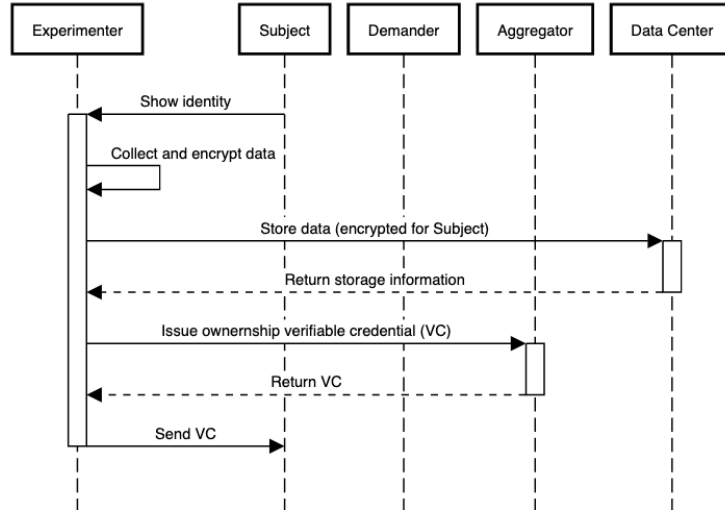 Experimenter
Subject
Demander
Aggregator
Data Center
Show identity
Collect and encrypt data
Store data (encrypted for Subject)
Return storage information
Issue ownership verifiable credential (VC)
Return VC
Send VC